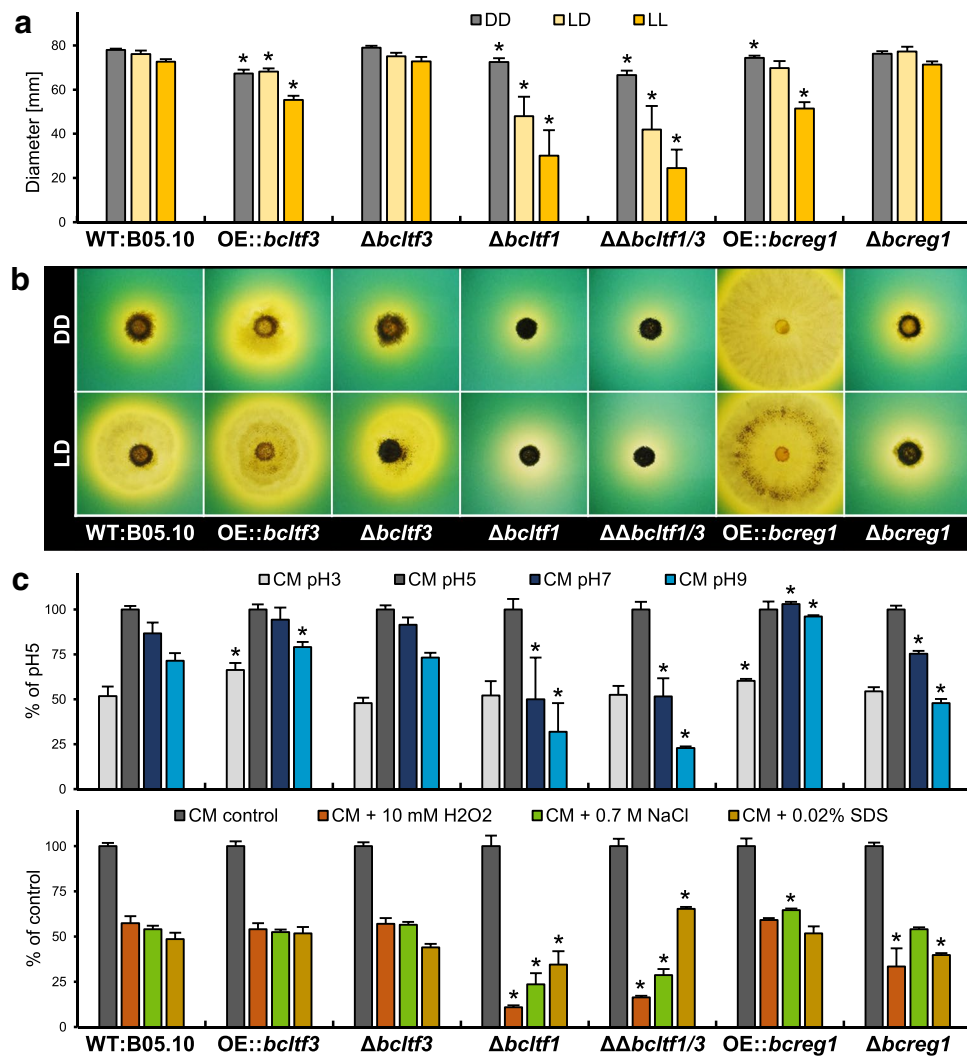 a
DD LD LL
Diameter [mm]
80
60
40
20
0
* * * * * * * * * * *
WT:B05.10 OE::bcltf3 Δbcltf3 Δbcltf1 ΔΔbcltf1/3 OE::bcreg1 Δbcreg1
b
DD
LD
WT:B05.10 OE::bcltf3 Δbcltf3 Δbcltf1 ΔΔbcltf1/3 OE::bcreg1 Δbcreg1
c
CM pH3 CM pH5 CM pH7 CM pH9
% of pH5
100
75
50
25
0
* * * * * * * * * * *
CM control CM + 10 mM H2O2 CM + 0.7 M NaCl CM + 0.02% SDS
% of control
100
75
50
25
0
* * * * * * * * *
WT:B05.10 OE::bcltf3 Δbcltf3 Δbcltf1 ΔΔbcltf1/3 OE::bcreg1 Δbcreg1